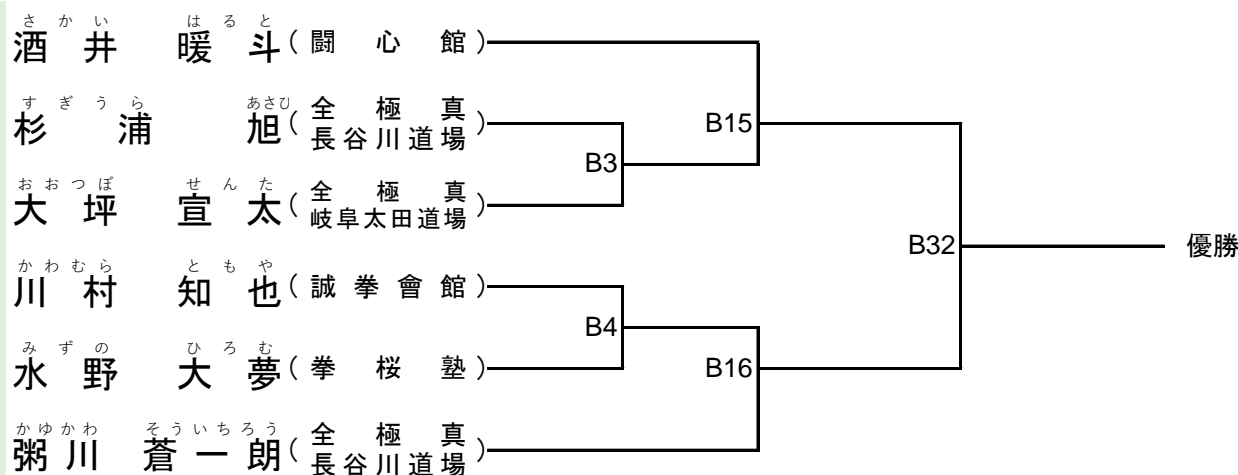 さかい はると
酒井 暖斗(闘心館)
B15
すぎうら あさひ
杉浦 旭(全極真
長谷川道場)
B3
おおつぼ せんた
大坪 宣太(全極真
岐阜太田道場)
B32
優勝
かわむら ともや
川村 知也(誠拳會館)
B4
みずの ひろむ
水野 大夢(拳桜塾)
B16
かゆかわ そういちろう
粥川 蒼一朗(全極真
長谷川道場)